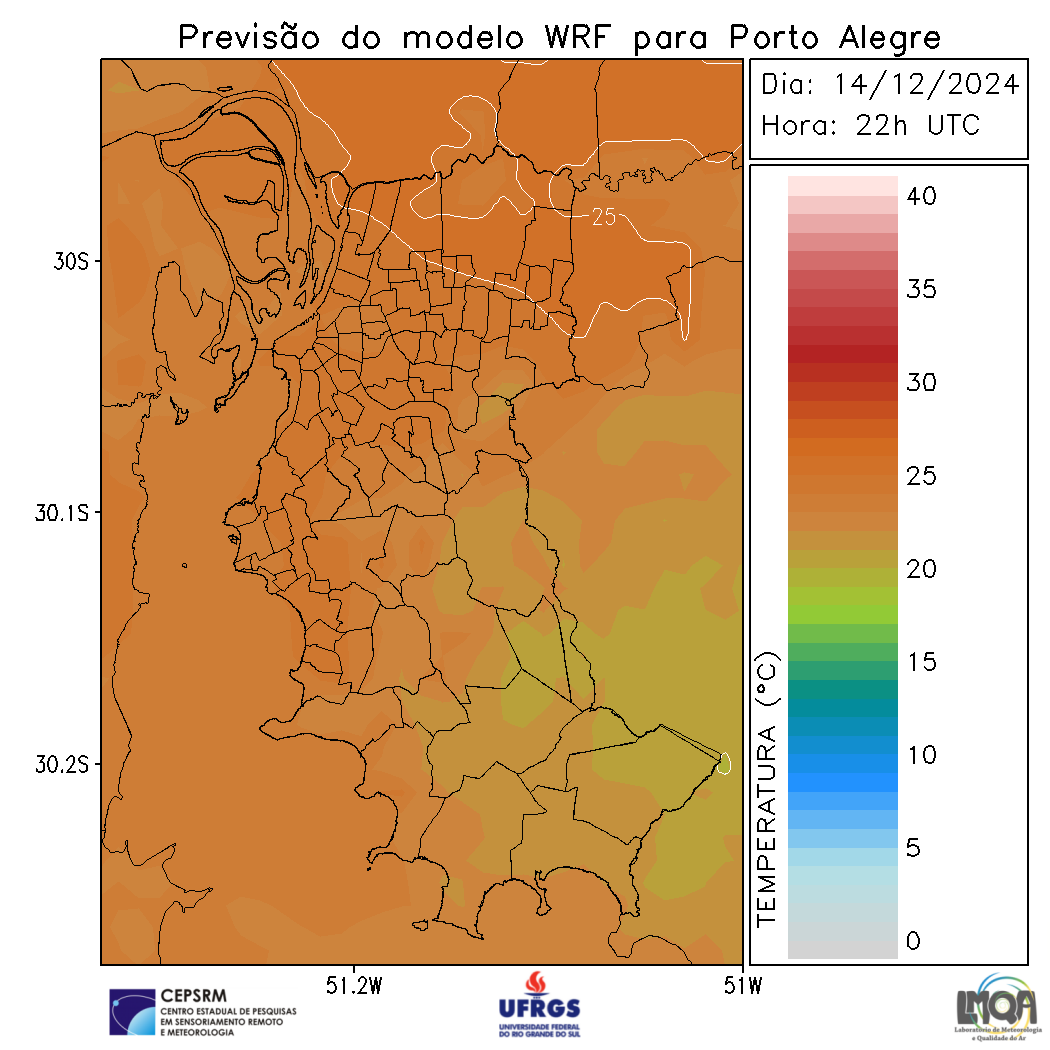 Previsão do modelo WRF para Porto Alegre
Dia: 14/12/2024
Hora: 22h UTC
40
35
30
25
20
15
10
5
0
TEMPERATURA (°C)
25
30S
30.1S
30.2S
51.2W
51W
CEPSRM
CENTRO ESTADUAL DE PESQUISAS
EM SENSORIAMENTO REMOTO
E METEOROLOGIA
UFRGS
UNIVERSIDADE FEDERAL
DO RIO GRANDE DO SUL
LMQA
Laboratório de Meteorologia
e Qualidade do Ar